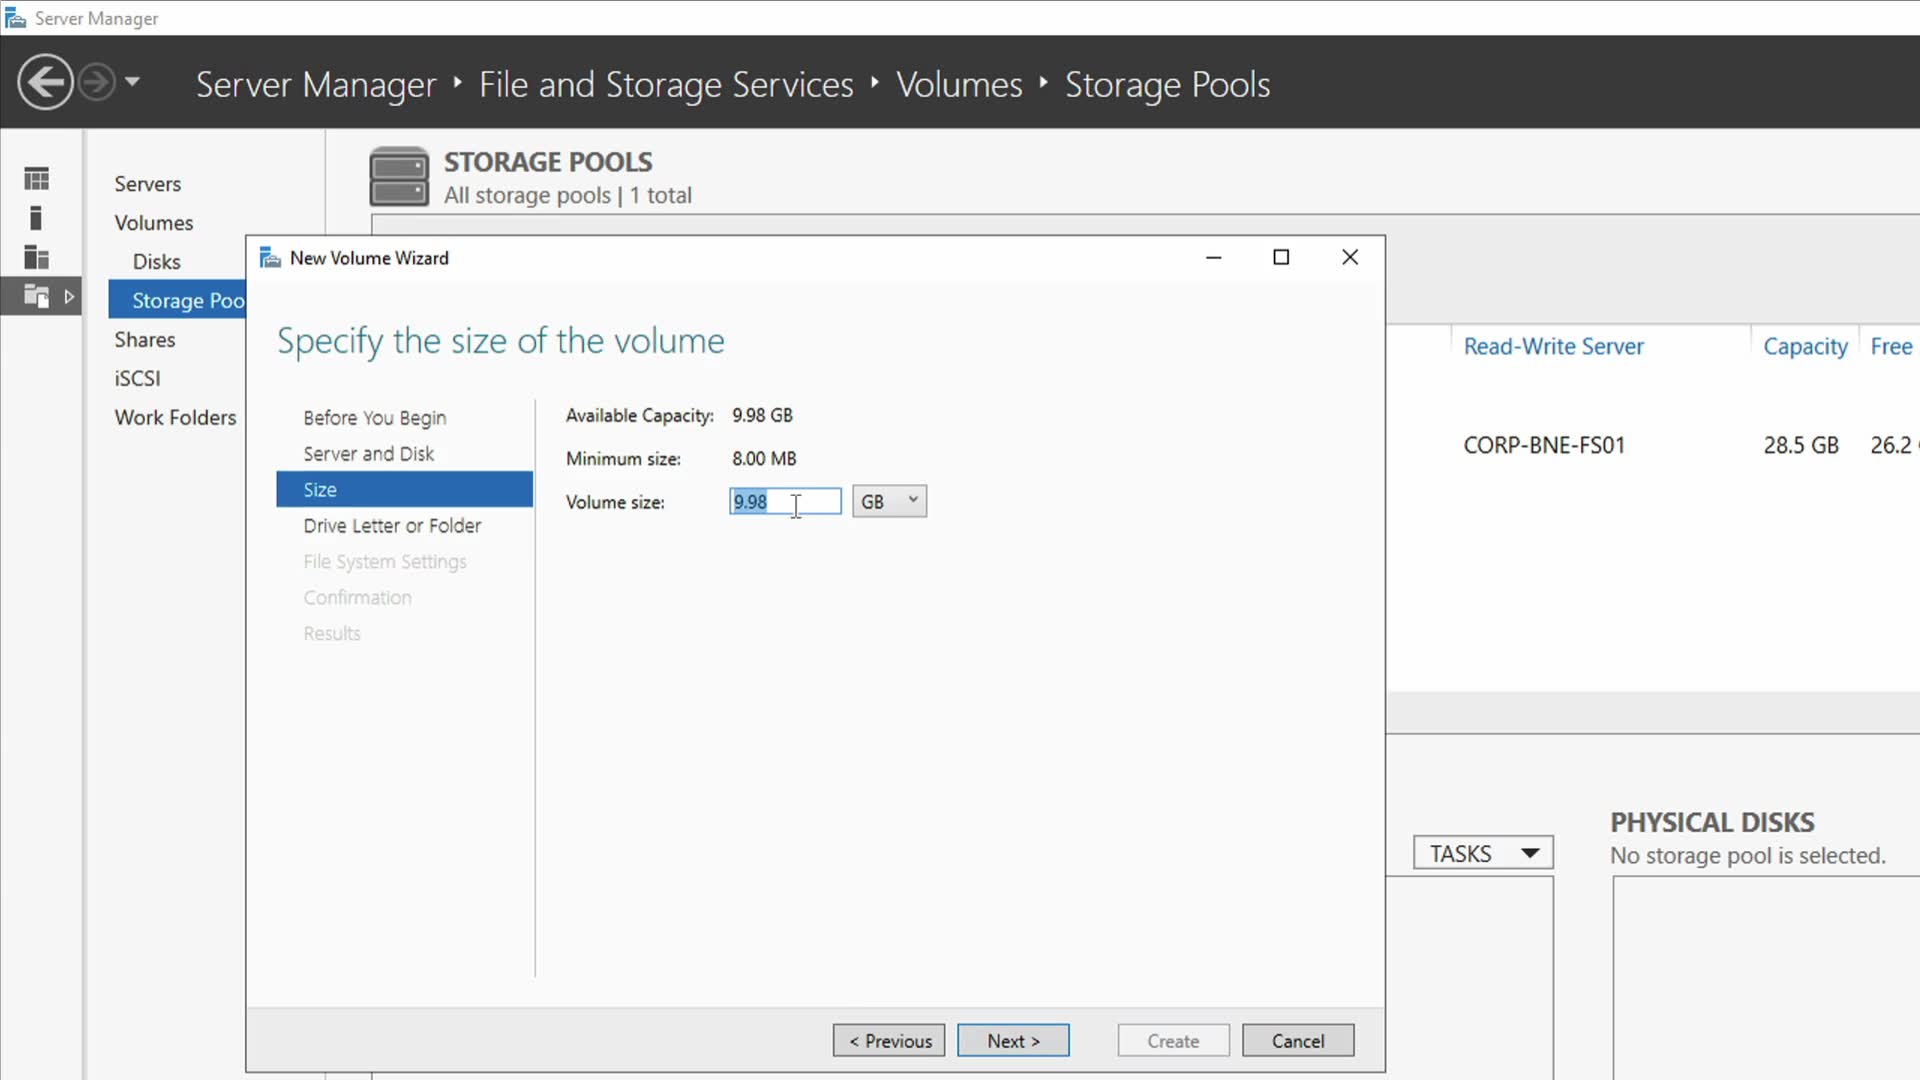 Server Manager
Server Manager ‣ File and Storage Services ‣ Volumes ‣ Storage Pools
Servers
Volumes
Disks
Storage Poo
Shares
iSCSI
Work Folders
STORAGE POOLS
All storage pools | 1 total
New Volume Wizard
Specify the size of the volume
Before You Begin
Server and Disk
Size
Drive Letter or Folder
File System Settings
Confirmation
Results
Available Capacity: 9.98 GB
Minimum size: 8.00 MB
Volume size: 9.98 GB
< Previous Next > Create Cancel
Read-Write Server Capacity Free
CORP-BNE-FS01 28.5 GB 26.2
TASKS
PHYSICAL DISKS
No storage pool is selected.